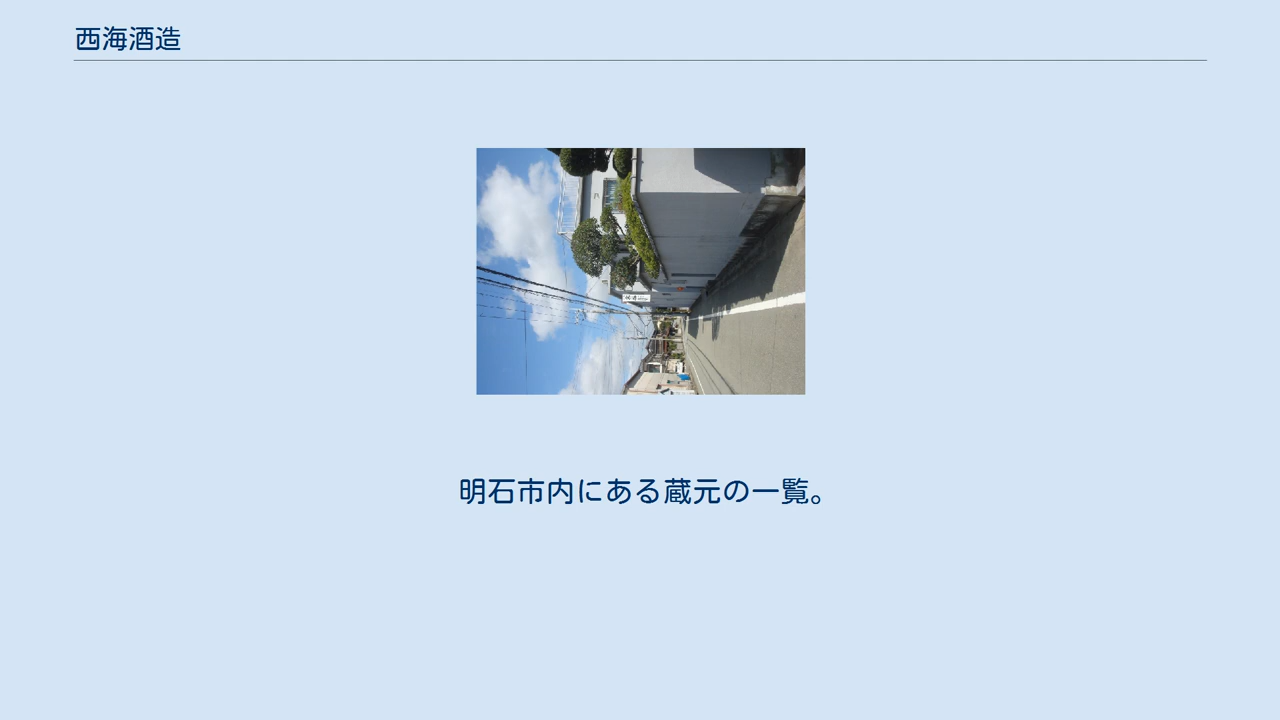 西海酒造
明石市内にある蔵元の一覧。